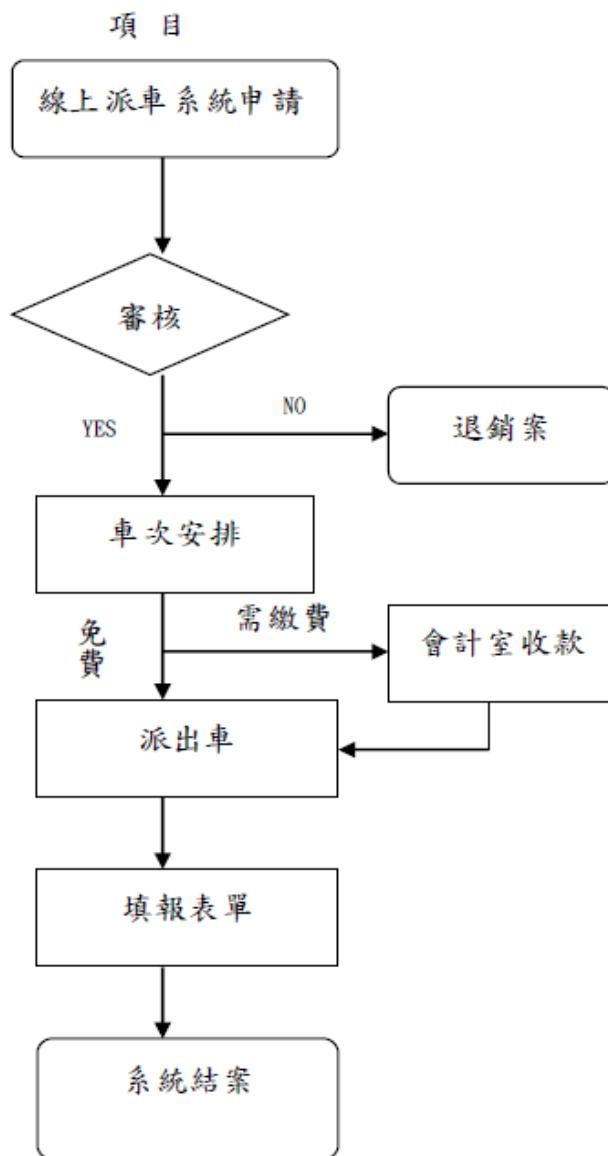 項 目
線上派車系統申請
審核
NO
YES
退銷案
車次安排
需繳費
免
費
會計室收款
派出車
填報表單
系統結案